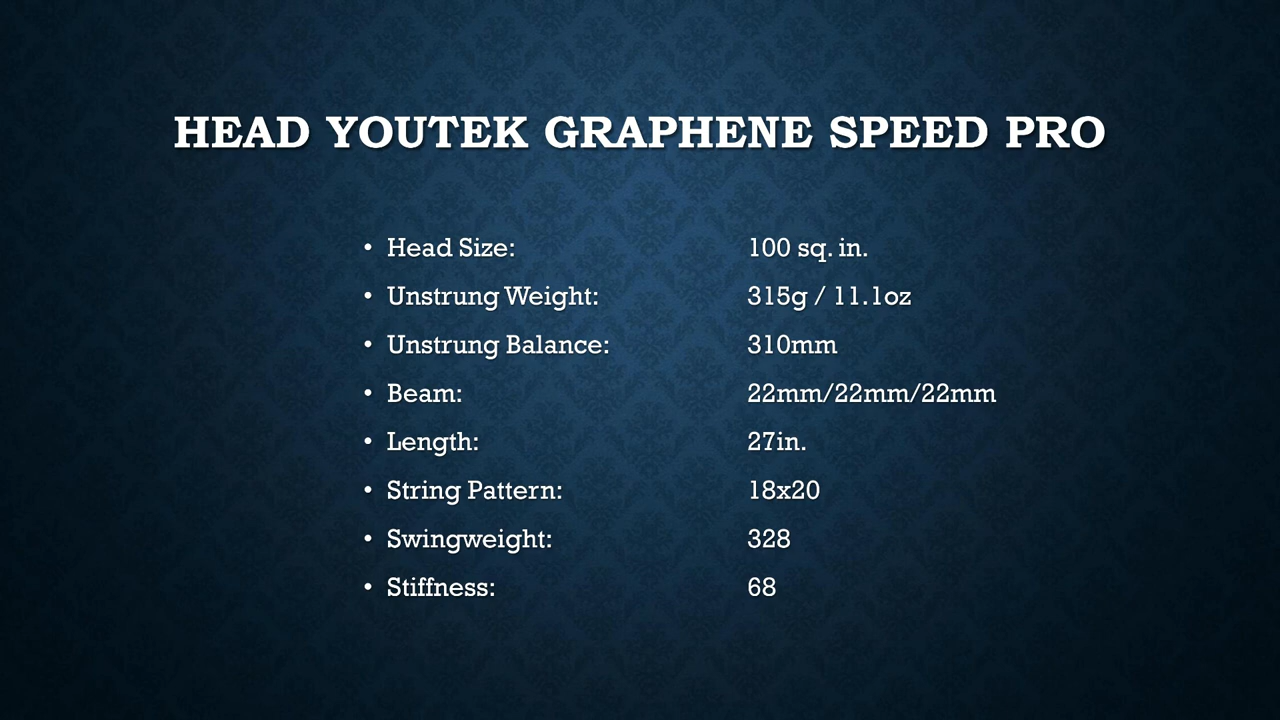 HEAD YOUTEK GRAPHENE SPEED PRO
• Head Size: 100 sq. in.
• Unstrung Weight: 315g / 11.1oz
• Unstrung Balance: 310mm
• Beam: 22mm/22mm/22mm
• Length: 27in.
• String Pattern: 18x20
• Swingweight: 328
• Stiffness: 68